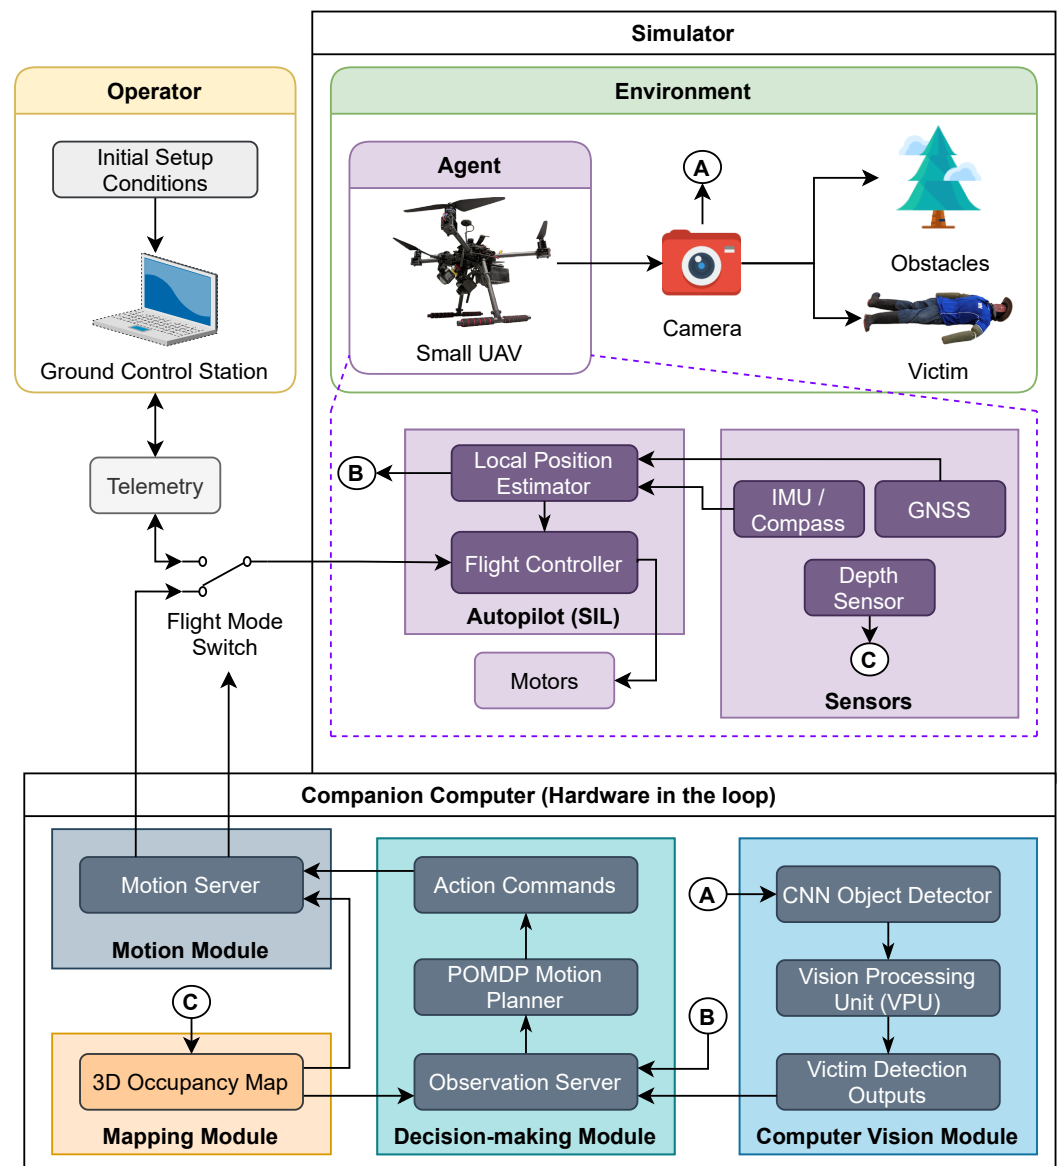 Simulator
Operator
Initial Setup
Conditions
Ground Control Station
Environment
Agent
Small UAV
A
Camera
Obstacles
Victim
Telemetry
Flight Mode
Switch
B
Local Position
Estimator
Flight Controller
Autopilot (SIL)
Motors
IMU /
Compass
GNSS
Depth
Sensor
C
Sensors
Companion Computer (Hardware in the loop)
Motion Server
Motion Module
C
3D Occupancy Map
Mapping Module
Action Commands
POMDP Motion
Planner
Observation Server
Decision-making Module
A
B
CNN Object Detector
Vision Processing
Unit (VPU)
Victim Detection
Outputs
Computer Vision Module